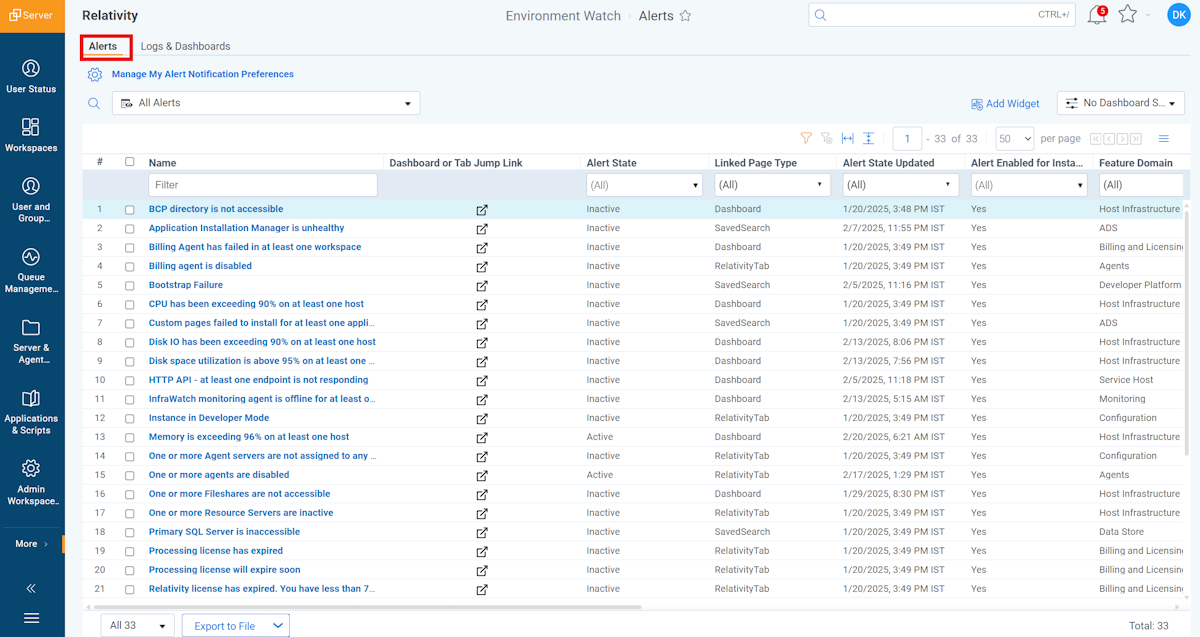 Server
Relativity
Environment Watch Alerts
CTRL+/
5
DK
Alerts
Logs & Dashboards
Manage My Alert Notification Preferences
All Alerts
Add Widget
No Dashboard S...
1 - 33 of 33 50 per page
User Status
Workspaces
User and
Group...
Queue
Manageme...
Server &
Agent...
Applications
& Scripts
Admin
Workspace..
More
# Name Dashboard or Tab Jump Link Alert State Linked Page Type Alert State Updated Alert Enabled for Insta... Feature Domain
Filter (All) (All) (All) (All) (All)
1 BCP directory is not accessible Inactive Dashboard 1/20/2025, 3:48 PM IST Yes Host Infrastructure
2 Application Installation Manager is unhealthy Inactive SavedSearch 2/7/2025, 11:55 PM IST Yes ADS
3 Billing Agent has failed in at least one workspace Inactive Dashboard 1/20/2025, 3:49 PM IST Yes Billing and Licensin
4 Billing agent is disabled Inactive RelativityTab 1/20/2025, 3:49 PM IST Yes Agents
5 Bootstrap Failure Inactive SavedSearch 2/5/2025, 11:16 PM IST Yes Developer Platform
6 CPU has been exceeding 90% on at least one host Inactive Dashboard 1/20/2025, 3:49 PM IST Yes Host Infrastructure
7 Custom pages failed to install for at least one appli... Inactive SavedSearch 1/20/2025, 3:49 PM IST Yes ADS
8 Disk IO has been exceeding 90% on at least one host Inactive Dashboard 2/13/2025, 8:06 PM IST Yes Host Infrastructure
9 Disk space utilization is above 95% on at least one ... Inactive Dashboard 2/13/2025, 7:56 PM IST Yes Host Infrastructure
10 HTTP API - at least one endpoint is not responding Inactive Dashboard 2/5/2025, 11:18 PM IST Yes Service Host
11 InfraWatch monitoring agent is offline for at least o... Inactive Dashboard 2/13/2025, 5:15 AM IST Yes Monitoring
12 Instance in Developer Mode Inactive RelativityTab 1/20/2025, 3:49 PM IST Yes Configuration
13 Memory is exceeding 96% on at least one host Active Dashboard 2/20/2025, 6:21 AM IST Yes Host Infrastructure
14 One or more Agent servers are not assigned to any ... Inactive RelativityTab 1/20/2025, 3:49 PM IST Yes Configuration
15 One or more agents are disabled Active RelativityTab 2/17/2025, 1:29 PM IST Yes Agents
16 One or more Fileshares are not accessible Inactive Dashboard 1/29/2025, 8:30 PM IST Yes Host Infrastructure
17 One or more Resource Servers are inactive Inactive RelativityTab 1/20/2025, 3:49 PM IST Yes Host Infrastructure
18 Primary SQL Server is inaccessible Inactive SavedSearch 1/20/2025, 3:49 PM IST Yes Data Store
19 Processing license has expired Inactive RelativityTab 1/20/2025, 3:49 PM IST Yes Billing and Licensin
20 Processing license will expire soon Inactive RelativityTab 1/20/2025, 3:49 PM IST Yes Billing and Licensin
21 Relativity license has expired. You have less than 7... Inactive RelativityTab 1/20/2025, 3:49 PM IST Yes Billing and Licensin
All 33 Export to File Total: 33